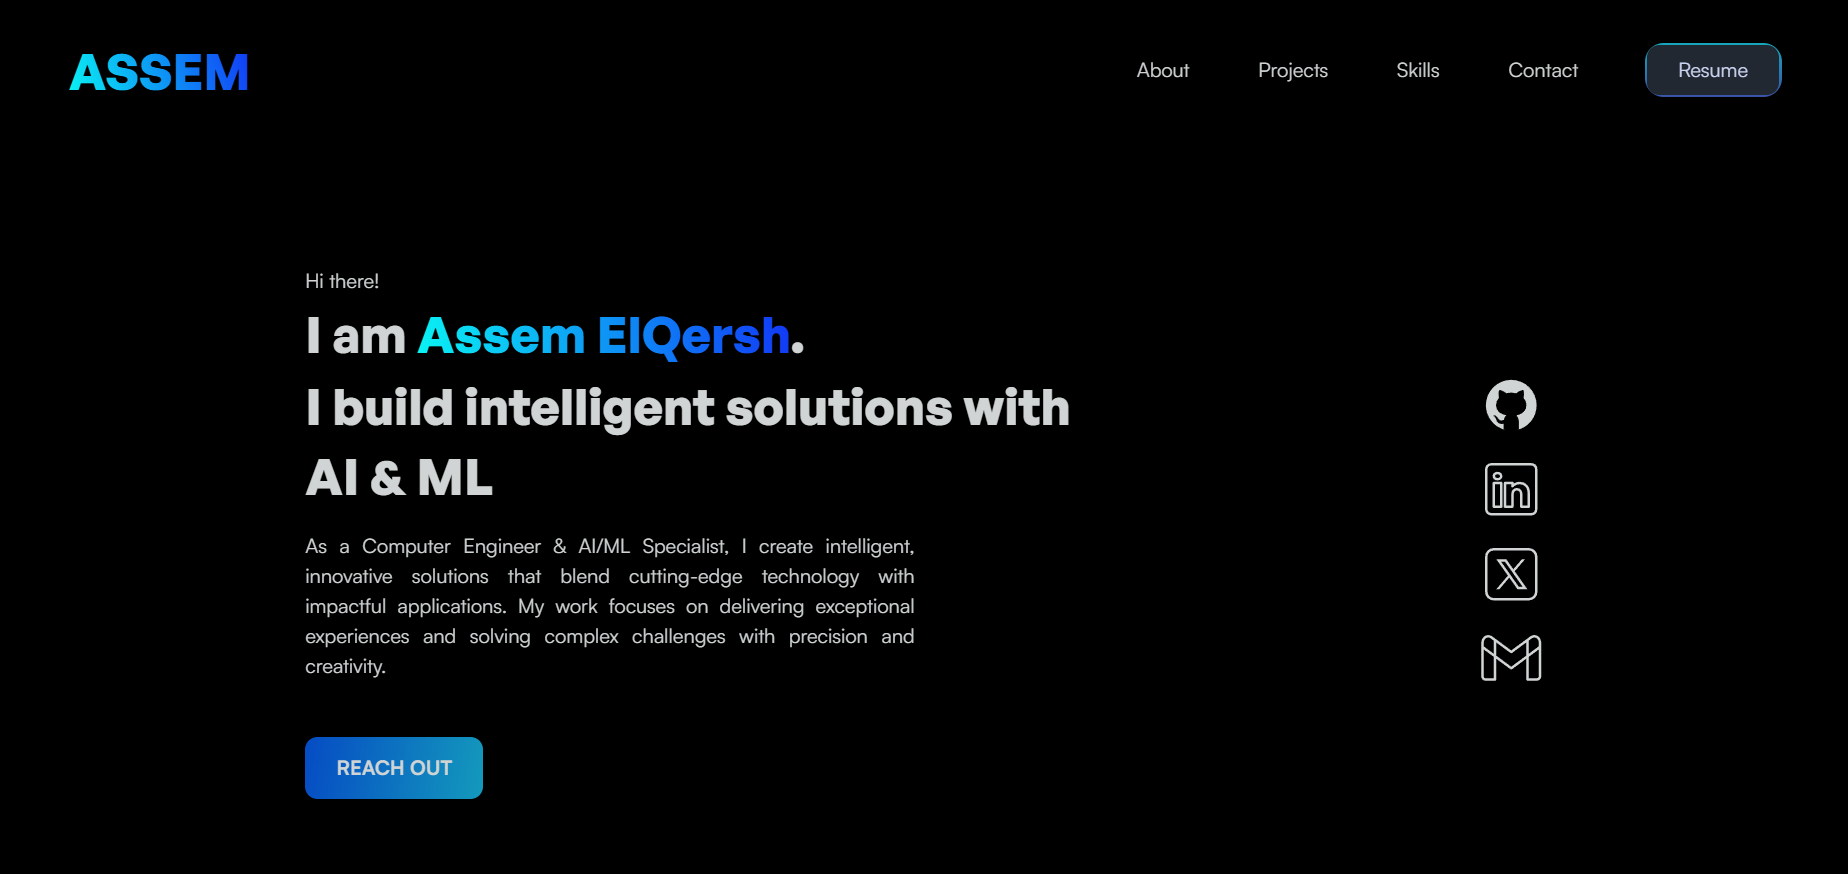 ASSEM
About
Projects
Skills
Contact
Resume
Hi there!
I am Assem ElQersh.
I build intelligent solutions with
AI & ML
As a Computer Engineer & AI/ML Specialist, I create intelligent,
innovative solutions that blend cutting-edge technology with
impactful applications. My work focuses on delivering exceptional
experiences and solving complex challenges with precision and
creativity.
in
X
M
REACH OUT